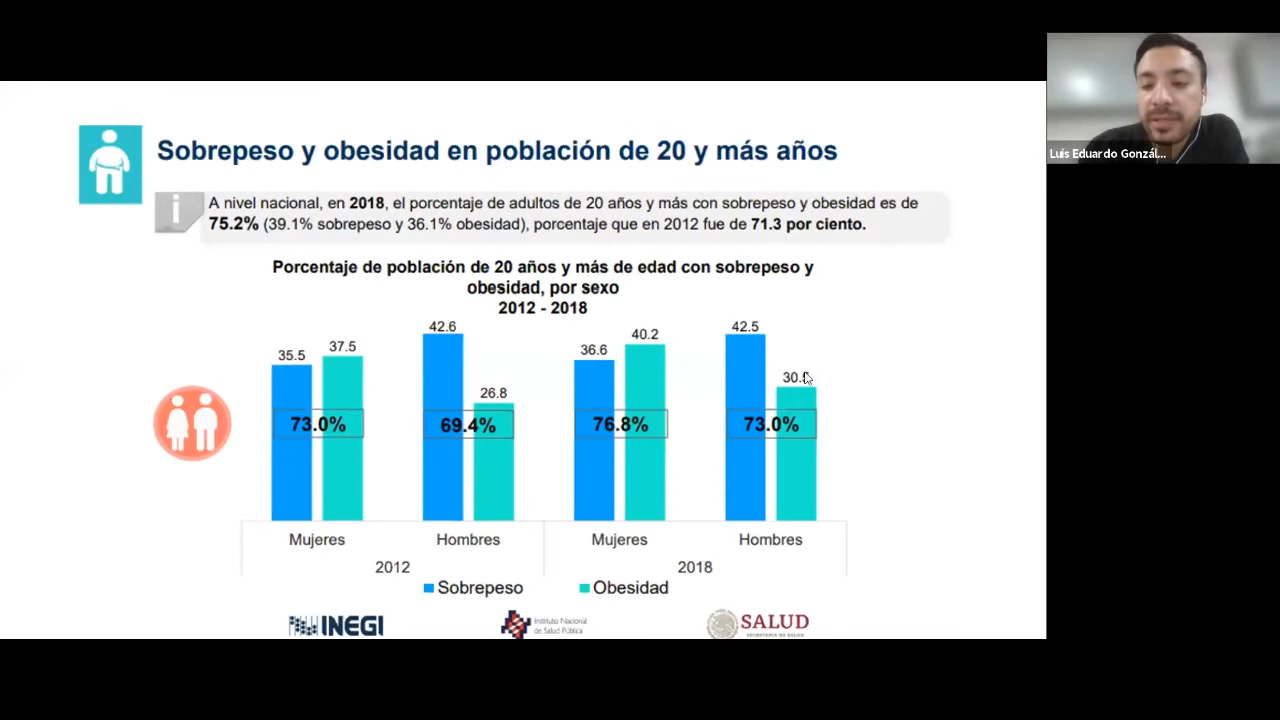 Sobrepeso y obesidad en población de 20 y más años
i
A nivel nacional, en 2018, el porcentaje de adultos de 20 años y más con sobrepeso y obesidad es de
75.2% (39.1% sobrepeso y 36.1% obesidad), porcentaje que en 2012 fue de 71.3 por ciento.
Porcentaje de población de 20 años y más de edad con sobrepeso y
obesidad, por sexo
2012 - 2018
35.5 37.5 42.6 26.8 36.6 40.2 42.5
73.0% 69.4% 76.8% 73.0%
Mujeres Hombres Mujeres Hombres
2012 2018
Sobrepeso Obesidad
INEGI
Instituto Nacional
de Salud Pública
SALUD
SECRETARÍA DE SALUD
Luis Eduardo Gonzál...